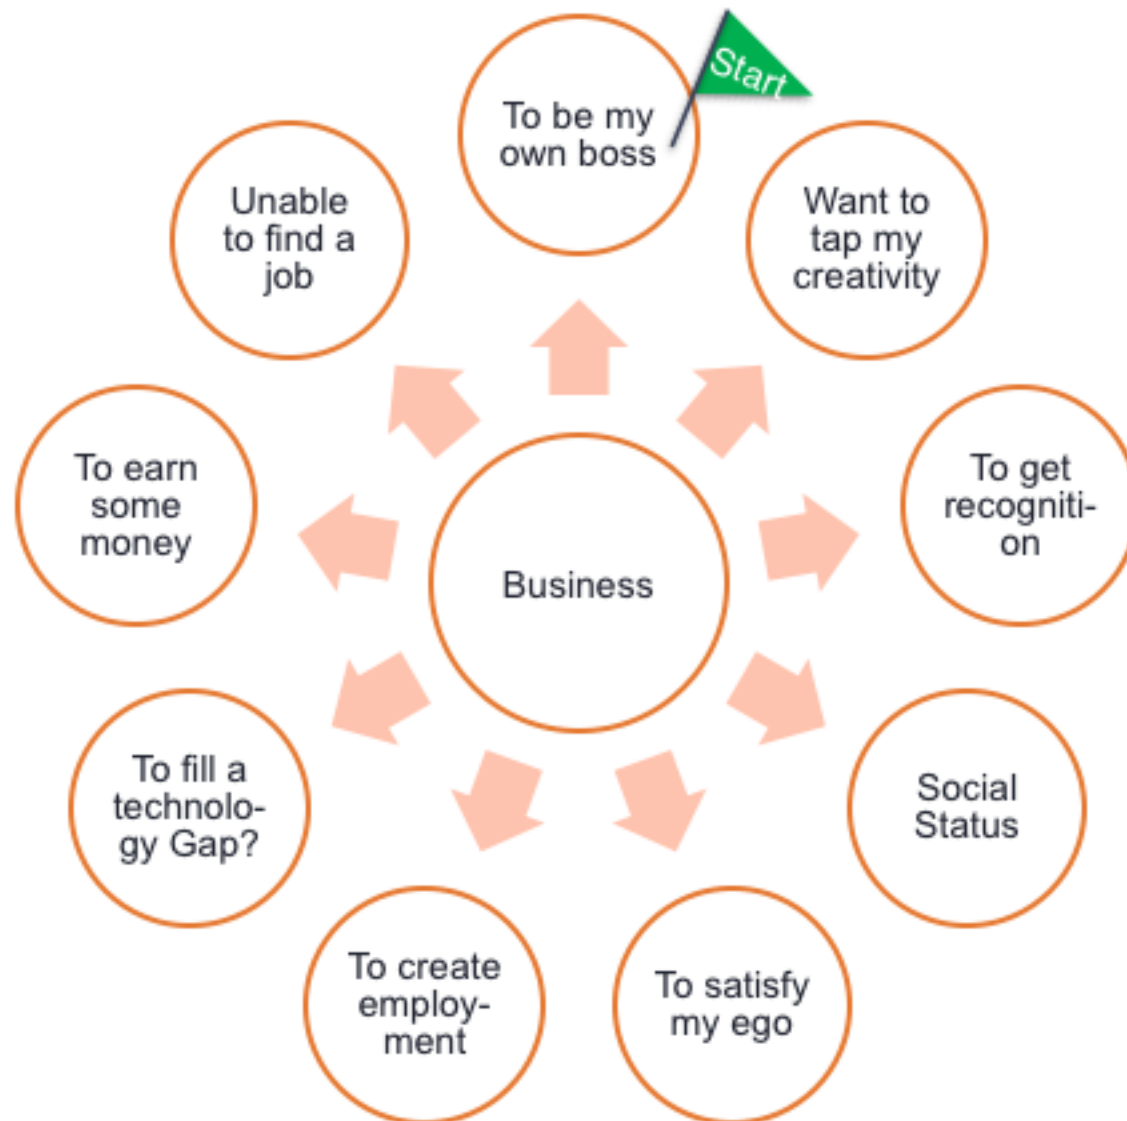 Start
To be my
own boss
Want to
tap my
creativity
To get
recogniti-
on
Social
Status
To satisfy
my ego
To create
employ-
ment
To fill a
technolo-
gy Gap?
To earn
some
money
Unable
to find a
job
Business